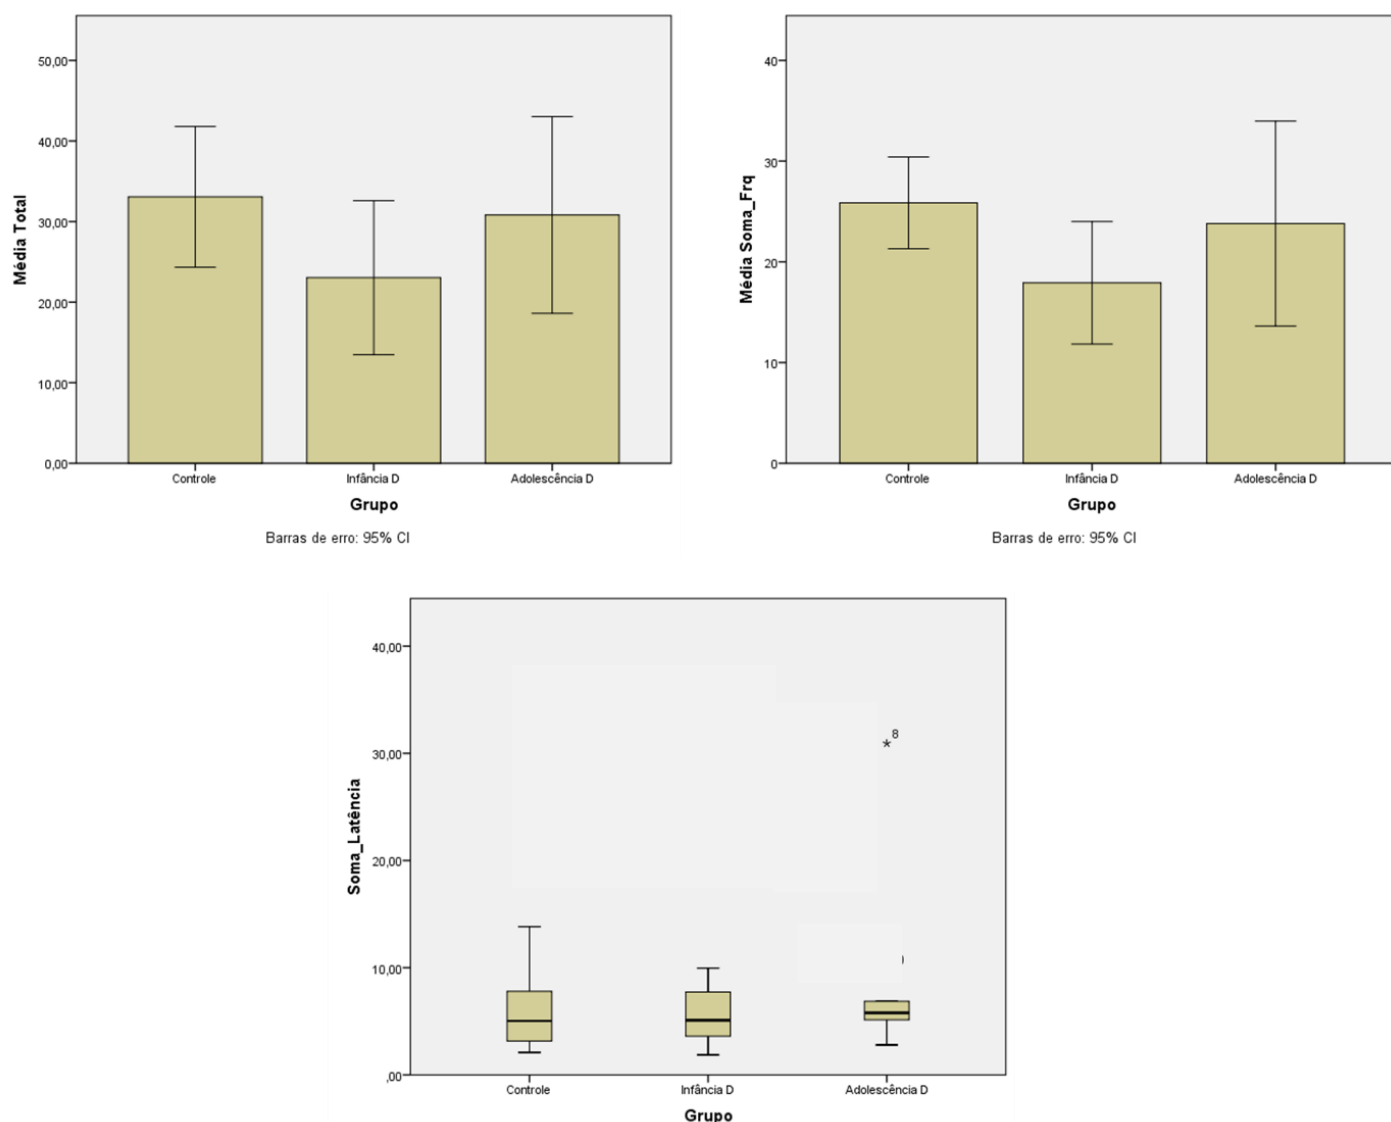 50,00
40,00
30,00
20,00
10,00
0,00
Média Total
Controle Infância D Adolescência D
Grupo
Barras de erro: 95% CI
40
30
20
10
0
Média Soma_Frq
Controle Infância D Adolescência D
Grupo
Barras de erro: 95% CI
40,00
30,00
20,00
10,00
,00
Soma_Latência
8
Controle Infância D Adolescência D
Grupo